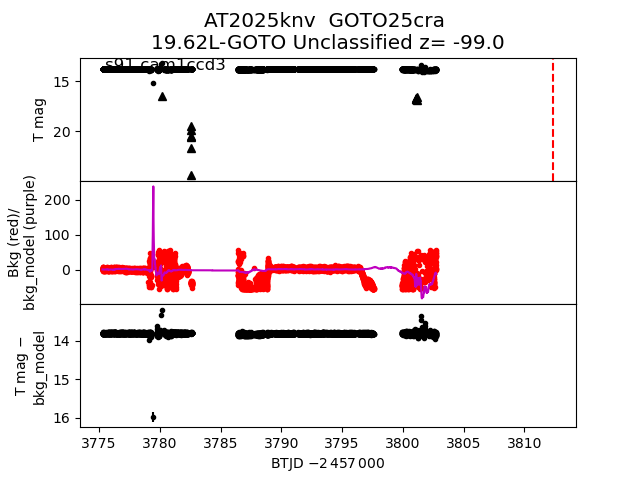 AT2025knv GOTO25cra
19.62L-GOTO Unclassified z= -99.0
s91 cam1ccd3
T mag
15
20
Bkg (red)/
bkg_model (purple)
200
100
0
T mag −
bkg_model
14
15
16
3775 3780 3785 3790 3795 3800 3805 3810
BTJD −2 457 000